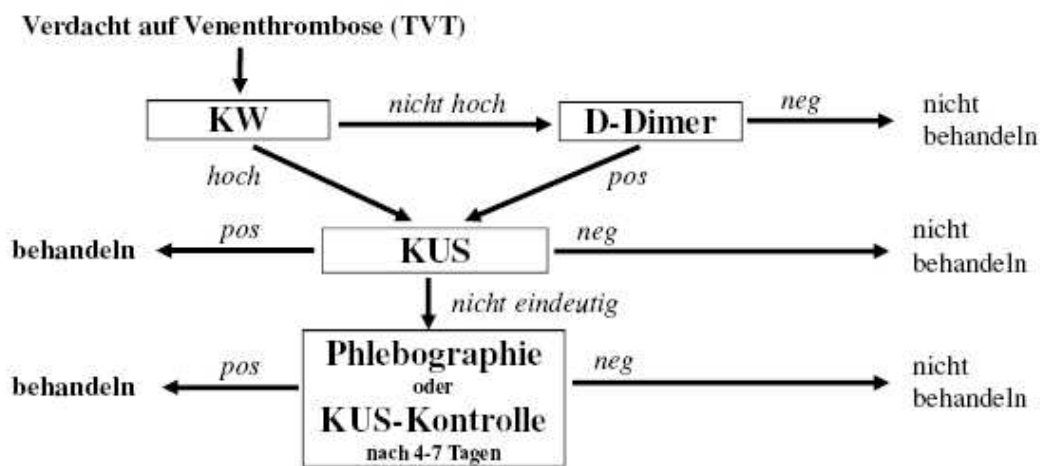 Verdacht auf Venenthrombose (TVT)
KW
nicht hoch
D-Dimer
neg
nicht
behandeln
hoch
pos
behandeln
pos
KUS
neg
nicht
behandeln
nicht eindeutig
behandeln
pos
Phlebographie
oder
KUS-Kontrolle
nach 4-7 Tagen
neg
nicht
behandeln